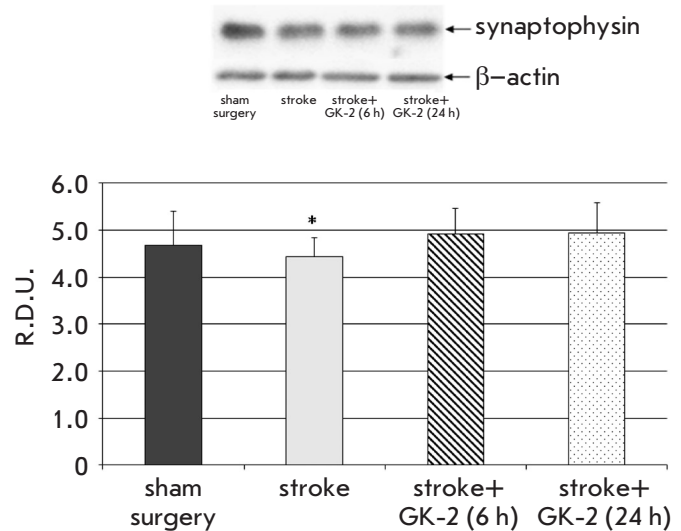 synaptophysin
β–actin
sham
surgery
stroke
stroke+
GK-2 (6 h)
stroke+
GK-2 (24 h)
6.0
5.0
4.0
3.0
2.0
1.0
0
R.D.U.
*
sham
surgery
stroke
stroke+
GK-2 (6 h)
stroke+
GK-2 (24 h)